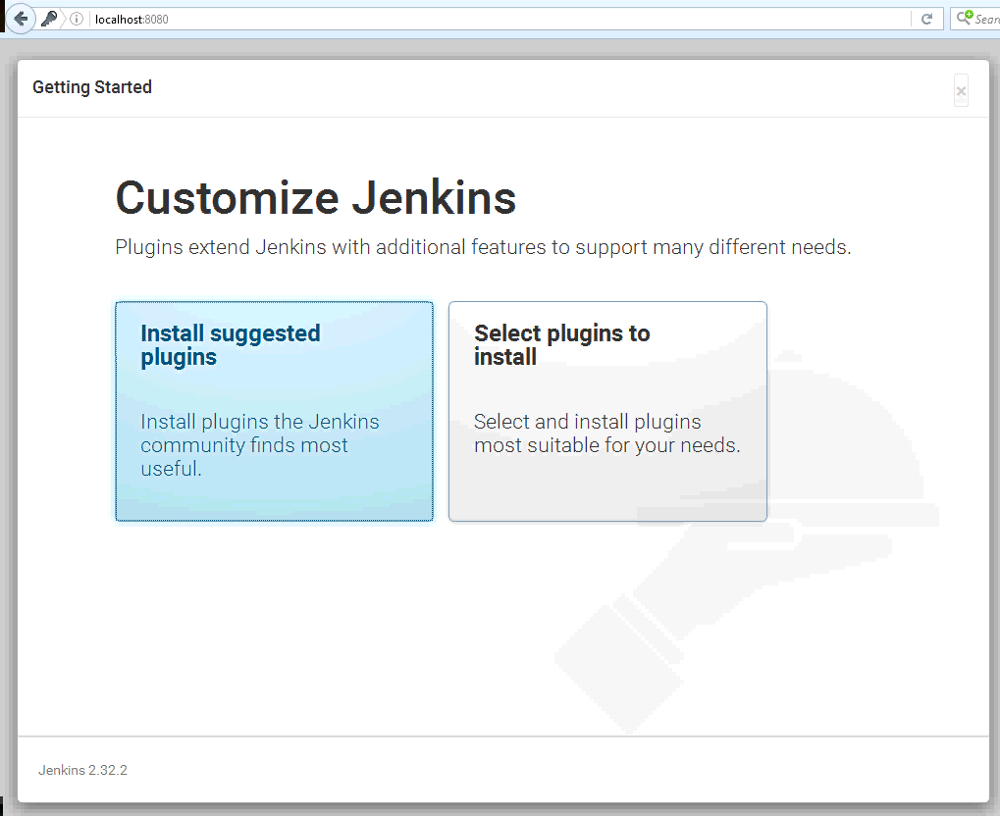 localhost:8080
Sear
Getting Started
×
Customize Jenkins
Plugins extend Jenkins with additional features to support many different needs.
Install suggested
plugins
Install plugins the Jenkins
community finds most
useful.
Select plugins to
install
Select and install plugins
most suitable for your needs.
Jenkins 2.32.2